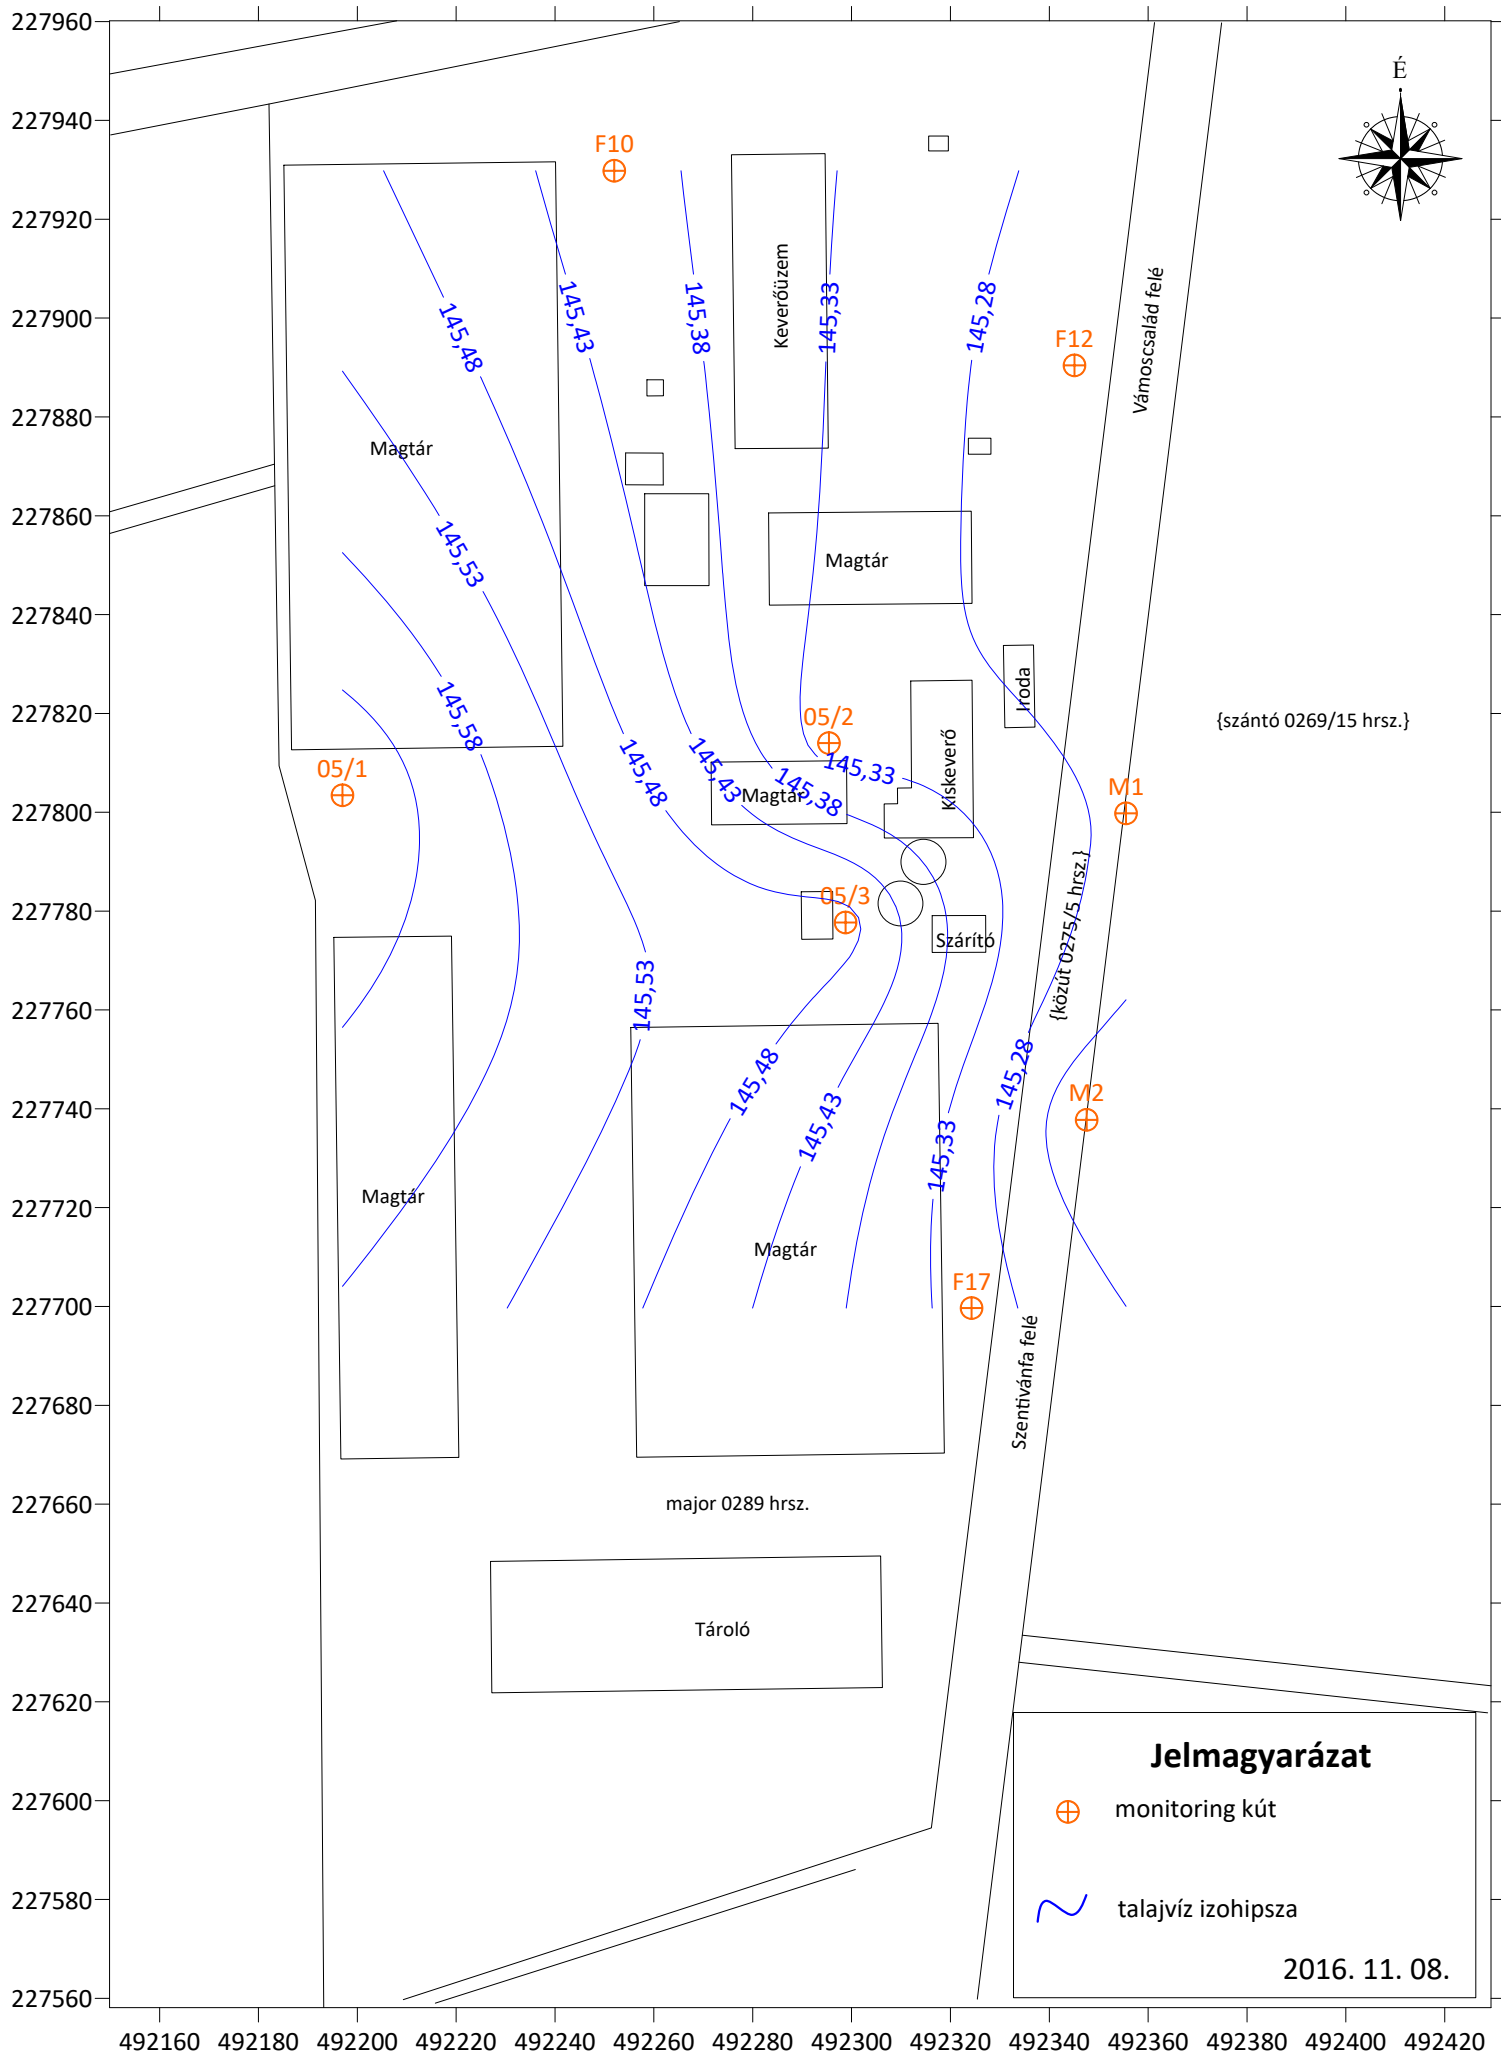 227960
É
227940
F10
227920
Keverőüzem
Vámoscsalád felé
227900
145,48
145,43
145,38
145,33
145,28
F12
227880
Magtár
227860
145,53
Magtár
227840
Iroda
227820
145,58
05/2
{szántó 0269/15 hrsz.}
05/1
145,48
145,43
145,33
Kiskeverő
M1
227800
Magtár
145,38
{közút 0275/5 hrsz.}
227780
05/3
Szárító
227760
145,53
145,48
145,28
227740
145,43
M2
145,33
227720
Magtár
Magtár
227700
F17
Szentivánfa felé
227680
227660
major 0289 hrsz.
227640
Tároló
227620
Jelmagyarázat
227600
monitoring kút
227580
talajvíz izohipsza
2016. 11. 08.
227560
492160 492180 492200 492220 492240 492260 492280 492300 492320 492340 492360 492380 492400 492420